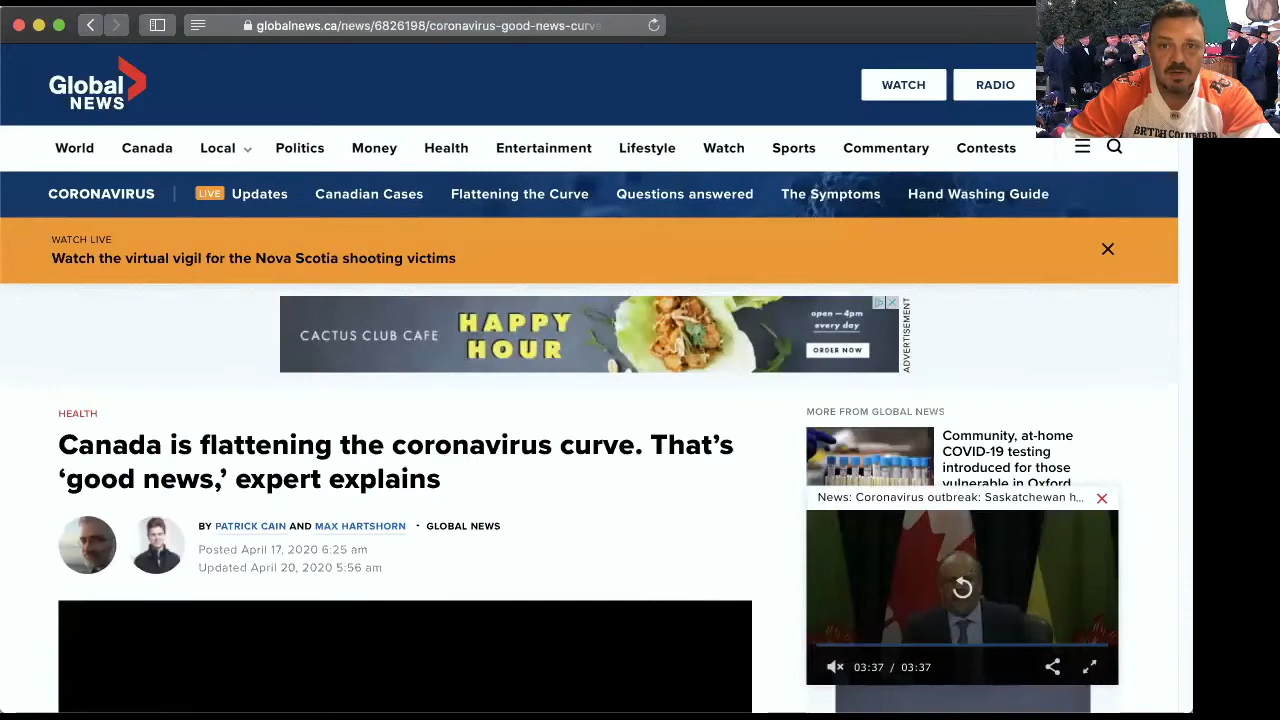 globalnews.ca/news/6826198/coronavirus-good-news-curve
Global
NEWS
WATCH
RADIO
BRITISH COLUMBIA
World
Canada
Local
Politics
Money
Health
Entertainment
Lifestyle
Watch
Sports
Commentary
Contests
CORONAVIRUS
LIVE Updates
Canadian Cases
Flattening the Curve
Questions answered
The Symptoms
Hand Washing Guide
WATCH LIVE
Watch the virtual vigil for the Nova Scotia shooting victims
CACTUS CLUB CAFE
HAPPY
HOUR
open – 4pm
every day
ORDER NOW
ADVERTISEMENT
HEALTH
Canada is flattening the coronavirus curve. That's
'good news,' expert explains
BY PATRICK CAIN AND MAX HARTSHORN · GLOBAL NEWS
Posted April 17, 2020 6:25 am
Updated April 20, 2020 5:56 am
MORE FROM GLOBAL NEWS
Community, at-home
COVID-19 testing
introduced for those
vulnerable in Oxford
News: Coronavirus outbreak: Saskatchewan h...
03:37 / 03:37